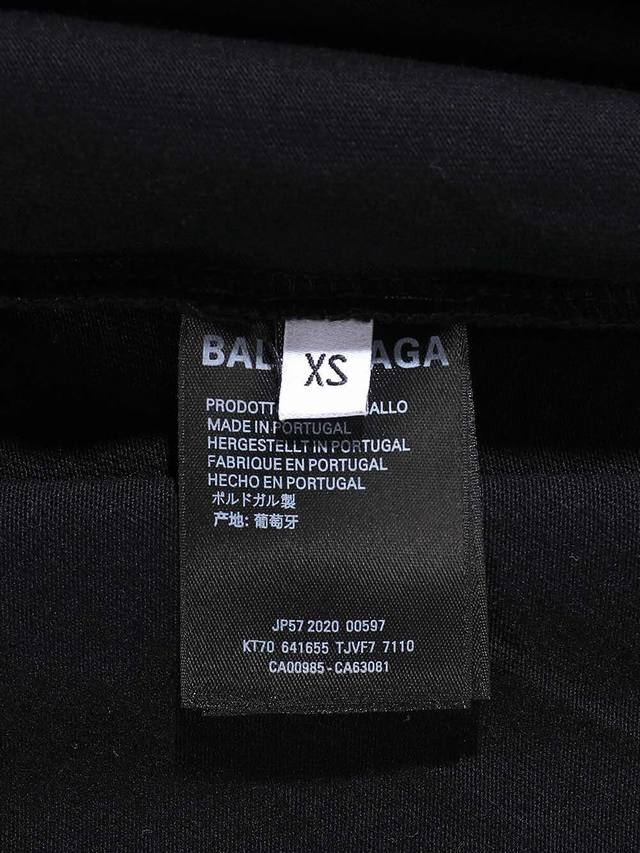 BAL AGA
XS
PRODOTT ALLO
MADE IN PORTUGAL
HERGESTELLT IN PORTUGAL
FABRIQUE EN PORTUGAL
HECHO EN PORTUGAL
ポルドガル製
产地: 葡萄牙
JP57 2020 00597
KT70 641655 TJVF7 7110
CA00985-CA63081